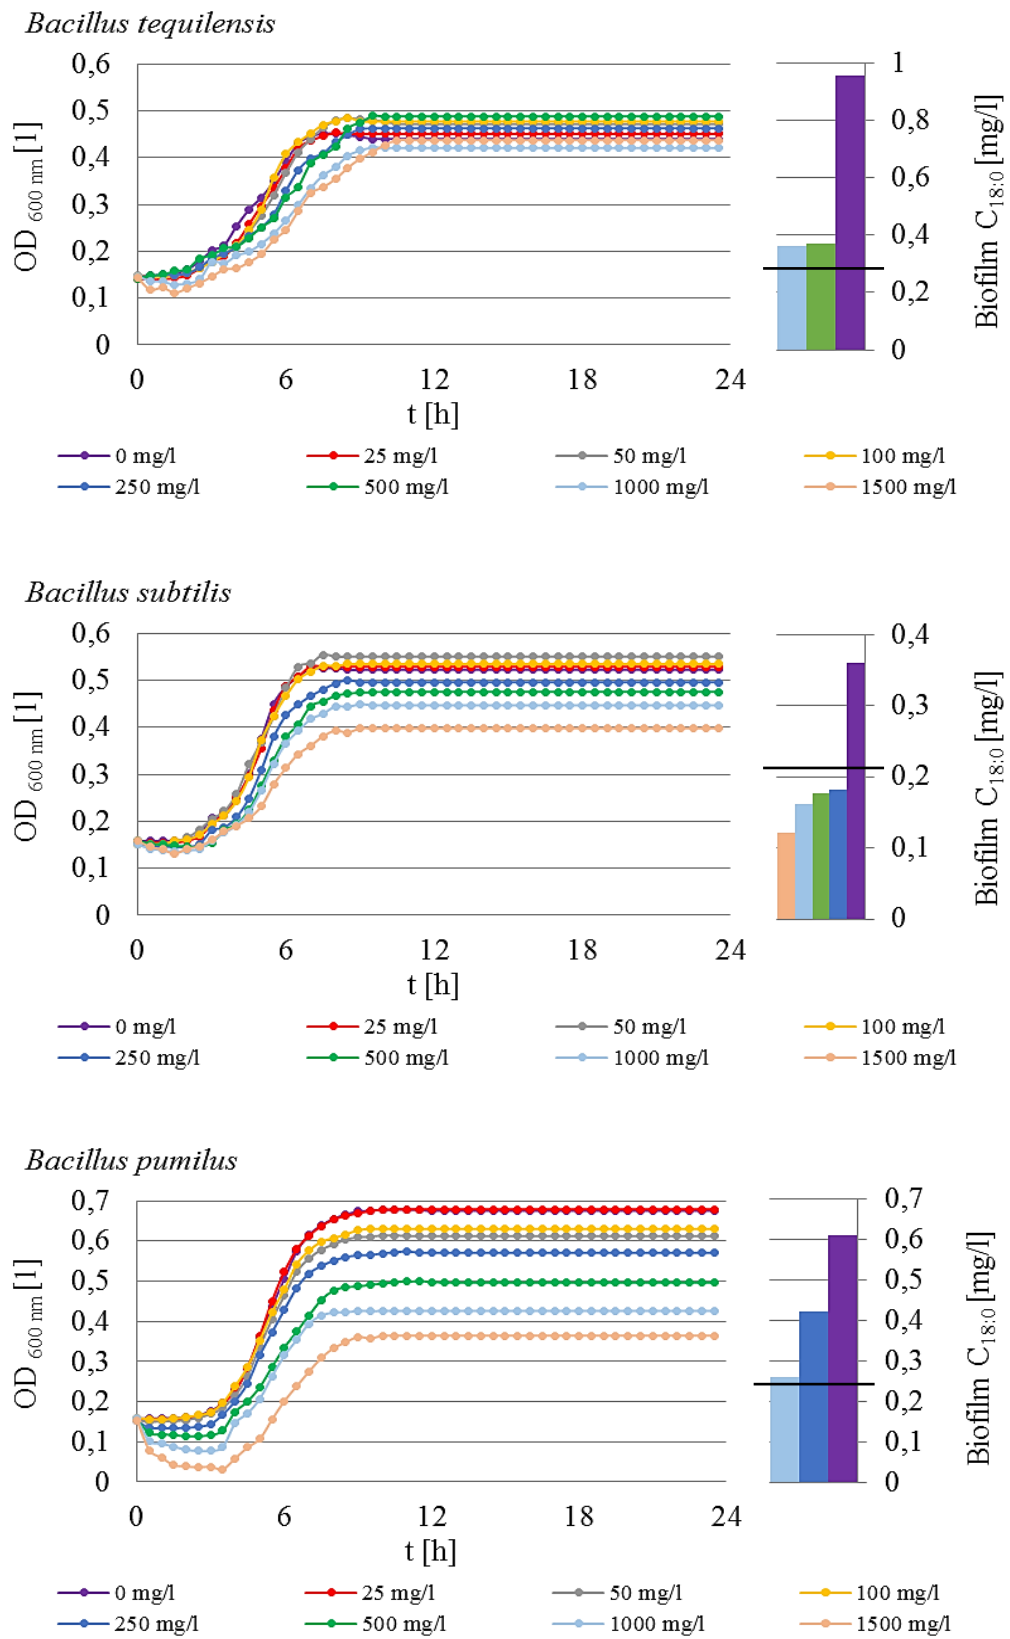 Bacillus tequilensis
0,6
0,5
0,4
0,3
0,2
0,1
0
OD 600 nm [1]
0 6 12 18 24
t [h]
1
0,8
0,6
0,4
0,2
0
Biofilm C18:0 [mg/l]
0 mg/l 25 mg/l 50 mg/l 100 mg/l
250 mg/l 500 mg/l 1000 mg/l 1500 mg/l
Bacillus subtilis
0,6
0,5
0,4
0,3
0,2
0,1
0
OD 600 nm [1]
0 6 12 18 24
t [h]
0,4
0,3
0,2
0,1
0
Biofilm C18:0 [mg/l]
0 mg/l 25 mg/l 50 mg/l 100 mg/l
250 mg/l 500 mg/l 1000 mg/l 1500 mg/l
Bacillus pumilus
0,7
0,6
0,5
0,4
0,3
0,2
0,1
0
OD 600 nm [1]
0 6 12 18 24
t [h]
0,7
0,6
0,5
0,4
0,3
0,2
0,1
0
Biofilm C18:0 [mg/l]
0 mg/l 25 mg/l 50 mg/l 100 mg/l
250 mg/l 500 mg/l 1000 mg/l 1500 mg/l